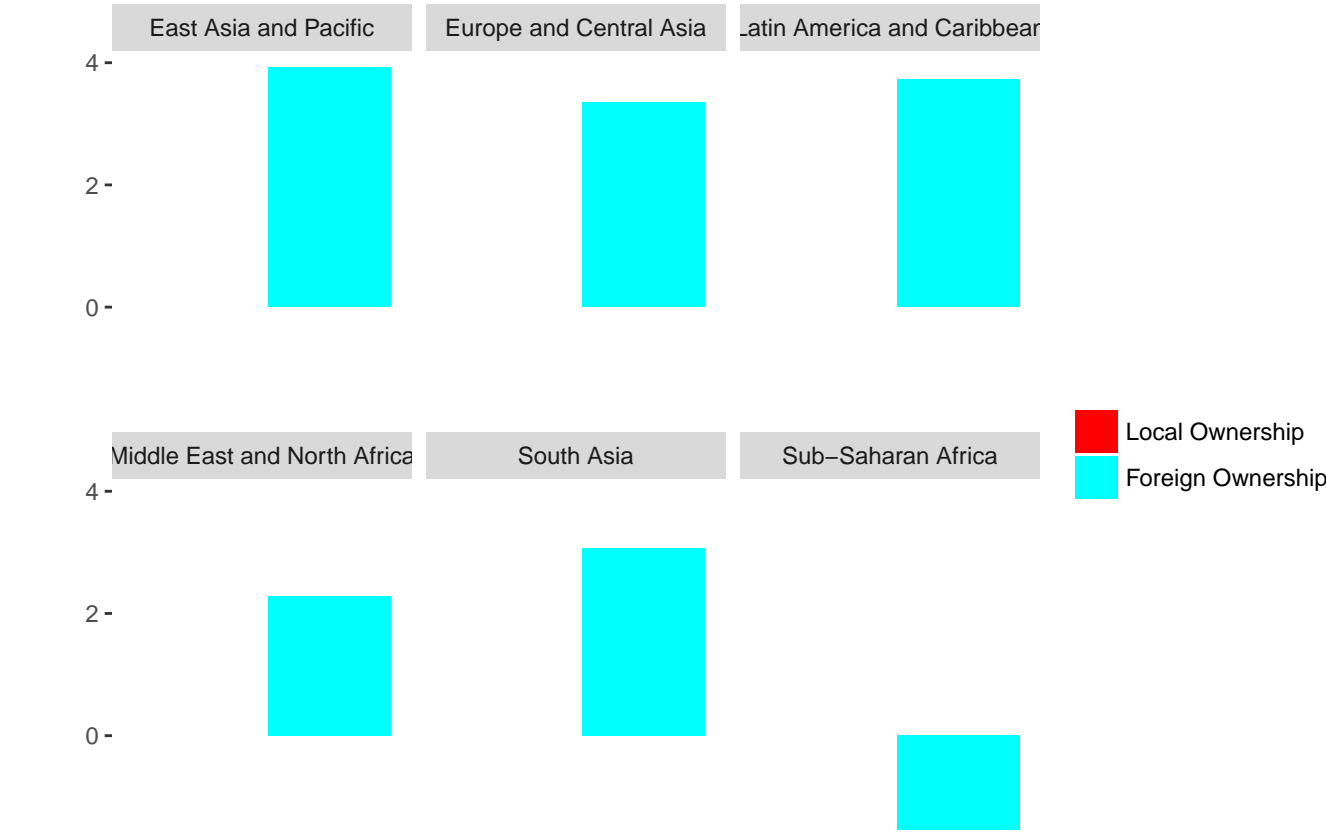 East Asia and Pacific
Europe and Central Asia
Latin America and Caribbean
4
2
0
Middle East and North Africa
South Asia
Sub−Saharan Africa
4
2
0
Local Ownership
Foreign Ownership